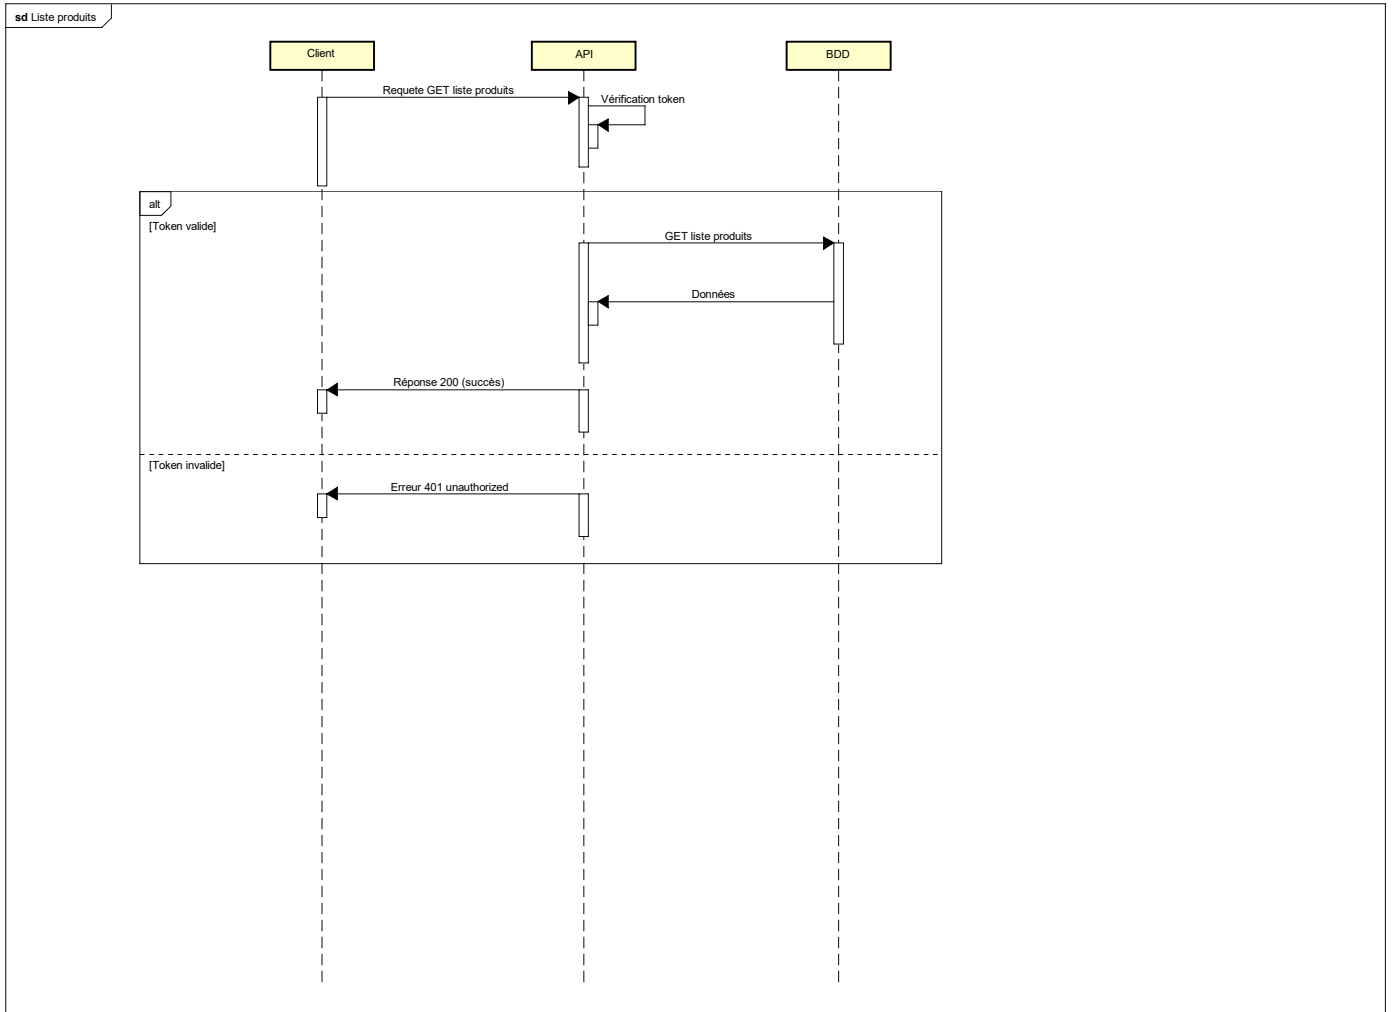 sd Liste produits
Client
API
BDD
Requete GET liste produits
Vérification token
alt
[Token valide]
GET liste produits
Données
Réponse 200 (succès)
[Token invalide]
Erreur 401 unauthorized